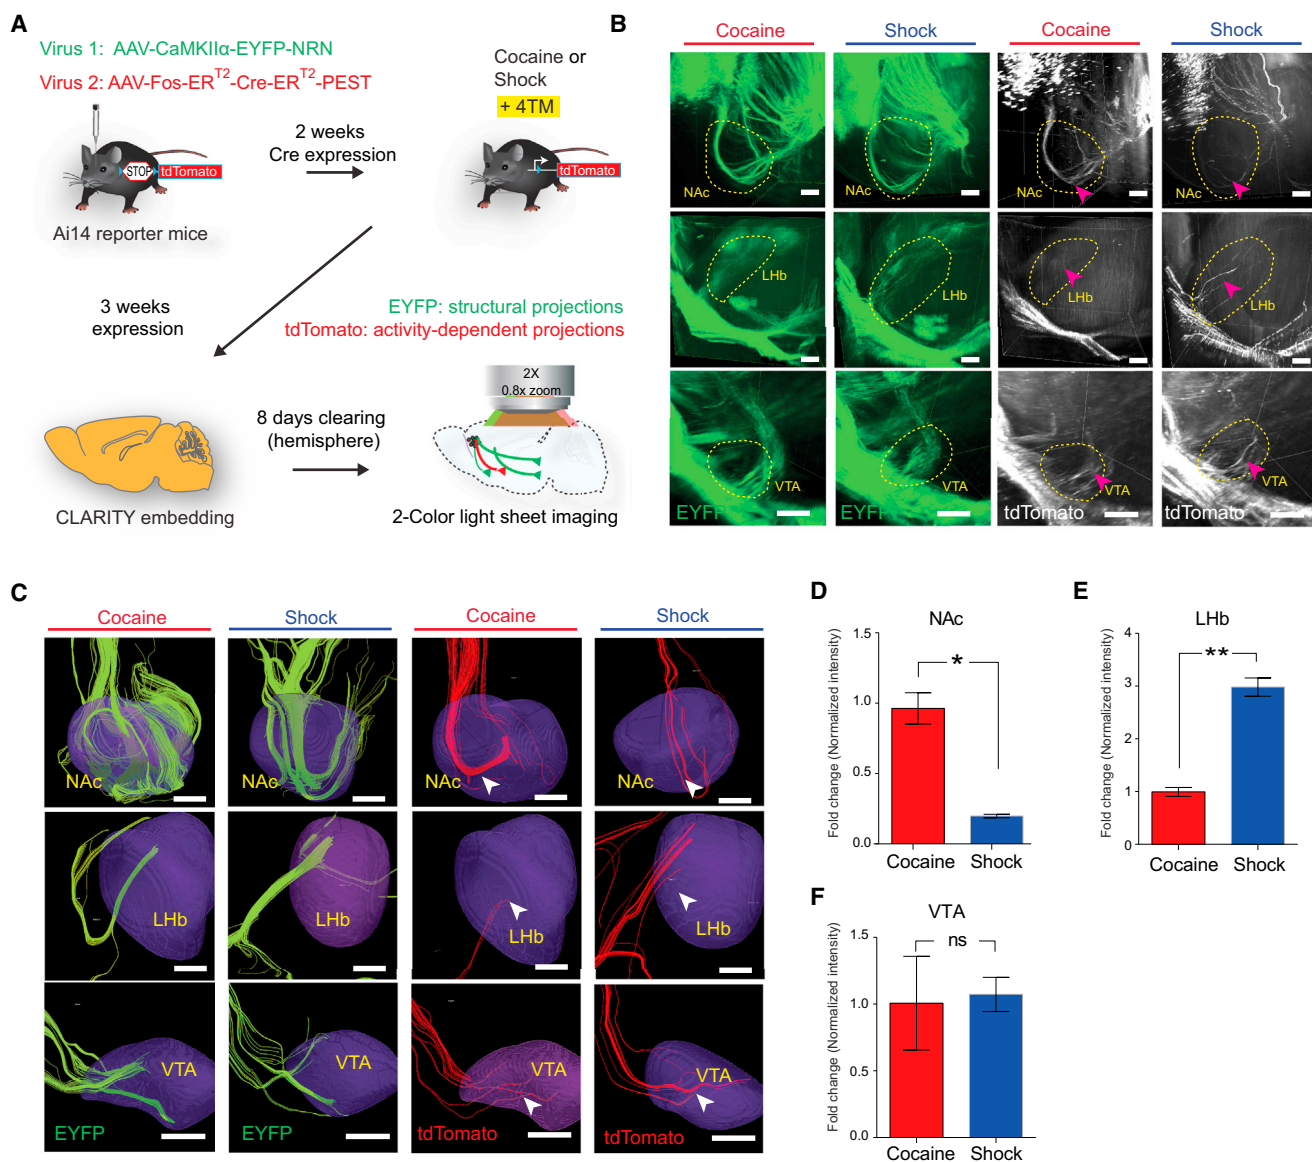 A
Virus 1: AAV-CaMKIIα-EYFP-NRN
Virus 2: AAV-Fos-ER^T2-Cre-ER^T2-PEST
STOP
tdTomato
Ai14 reporter mice
2 weeks
Cre expression
Cocaine or
Shock
+ 4TM
tdTomato
3 weeks
expression
EYFP: structural projections
tdTomato: activity-dependent projections
CLARITY embedding
8 days clearing
(hemisphere)
2X
0.8x zoom
2-Color light sheet imaging
B
Cocaine
Shock
Cocaine
Shock
NAc
NAc
NAc
NAc
LHb
LHb
LHb
LHb
VTA
EYFP
VTA
EYFP
VTA
tdTomato
VTA
tdTomato
C
Cocaine
Shock
Cocaine
Shock
NAc
NAc
NAc
NAc
LHb
LHb
LHb
LHb
VTA
EYFP
VTA
EYFP
VTA
tdTomato
VTA
tdTomato
D
NAc
Fold change (Normalized intensity)
1.5
1.0
0.5
0.0
*
Cocaine
Shock
E
LHb
Fold change (Normalized intensity)
4
3
2
1
0
**
Cocaine
Shock
F
VTA
Fold change (Normalized intensity)
1.5
1.0
0.5
0.0
ns
Cocaine
Shock